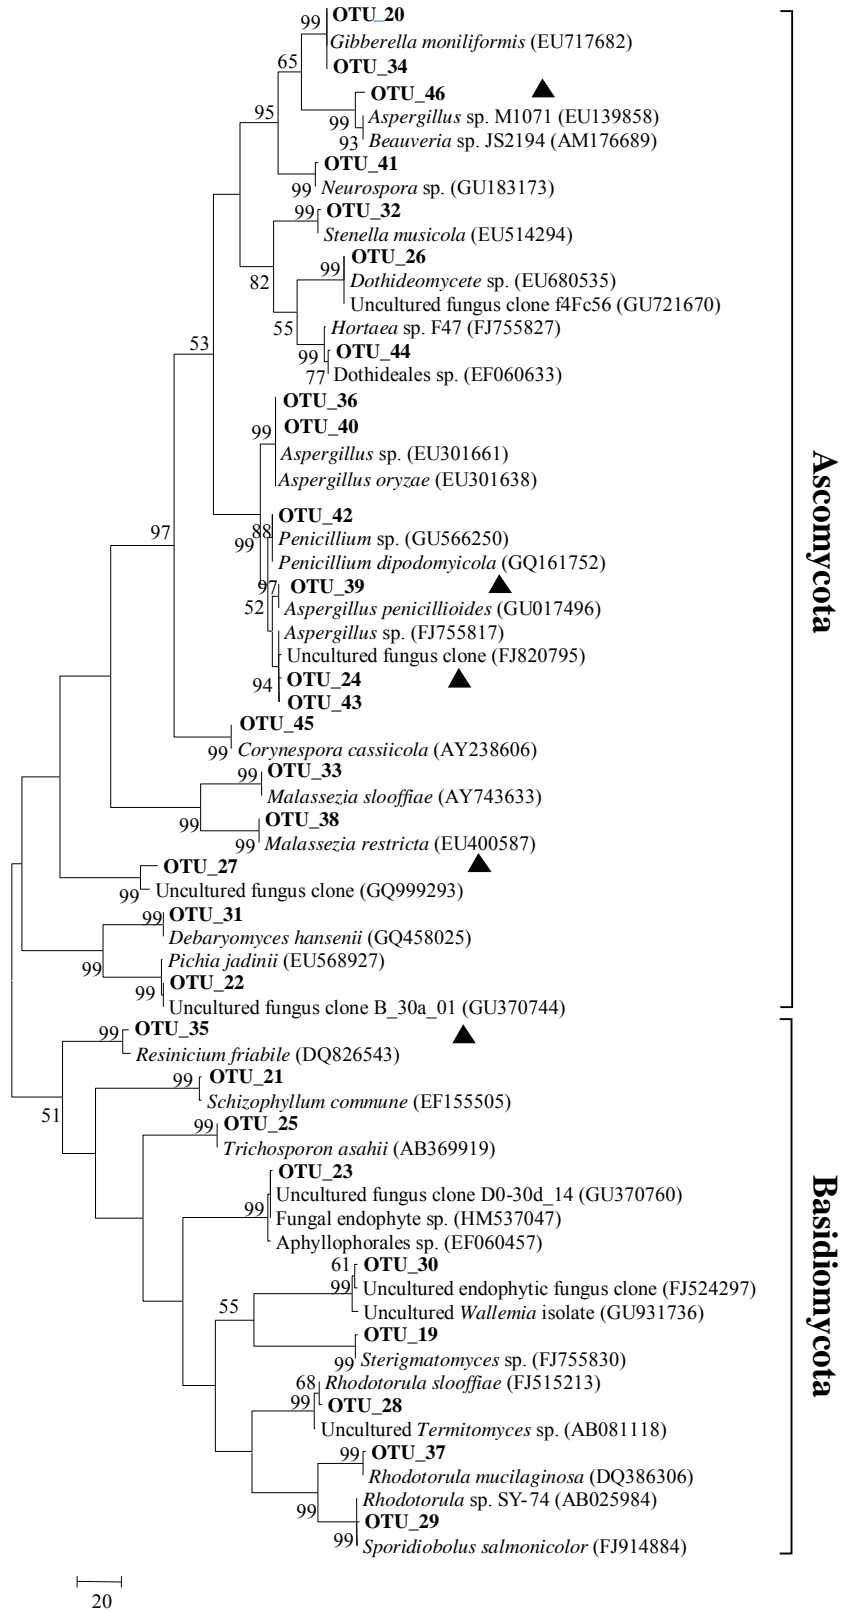 99
OTU_20
Gibberella moniliformis (EU717682)
OTU_34
65
OTU_46
95
99
Aspergillus sp. M1071 (EU139858)
93
Beauveria sp. JS2194 (AM176689)
OTU_41
99
Neurospora sp. (GU183173)
99
OTU_32
Stenella musicola (EU514294)
OTU_26
99
82
Dothideomycete sp. (EU680535)
Uncultured fungus clone f4Fc56 (GU721670)
55
Hortaea sp. F47 (FJ755827)
53
99
OTU_44
77
Dothideales sp. (EF060633)
OTU_36
99
OTU_40
Aspergillus sp. (EU301661)
Aspergillus oryzae (EU301638)
OTU_42
97
88
99
Penicillium sp. (GU566250)
Penicillium dipodomyicola (GQ161752)
97
OTU_39
52
Aspergillus penicillioides (GU017496)
Aspergillus sp. (FJ755817)
Uncultured fungus clone (FJ820795)
94
OTU_24
OTU_43
OTU_45
99
Corynespora cassiicola (AY238606)
99
OTU_33
Malassezia slooffiae (AY743633)
99
OTU_38
99
Malassezia restricta (EU400587)
OTU_27
99
Uncultured fungus clone (GQ999293)
99
OTU_31
Debaryomyces hansenii (GQ458025)
99
Pichia jadinii (EU568927)
99
OTU_22
Uncultured fungus clone B_30a_01 (GU370744)
Ascomycota
99
OTU_35
Resinicium friabile (DQ826543)
99
OTU_21
51
Schizophyllum commune (EF155505)
99
OTU_25
Trichosporon asahii (AB369919)
OTU_23
Uncultured fungus clone D0-30d_14 (GU370760)
99
Fungal endophyte sp. (HM537047)
Aphyllophorales sp. (EF060457)
61
OTU_30
99
Uncultured endophytic fungus clone (FJ524297)
55
Uncultured Wallemia isolate (GU931736)
OTU_19
99
Sterigmatomyces sp. (FJ755830)
68
Rhodotorula slooffiae (FJ515213)
99
OTU_28
Uncultured Termitomyces sp. (AB081118)
99
OTU_37
Rhodotorula mucilaginosa (DQ386306)
99
Rhodotorula sp. SY-74 (AB025984)
OTU_29
99
Sporidiobolus salmonicolor (FJ914884)
Basidiomycota
20